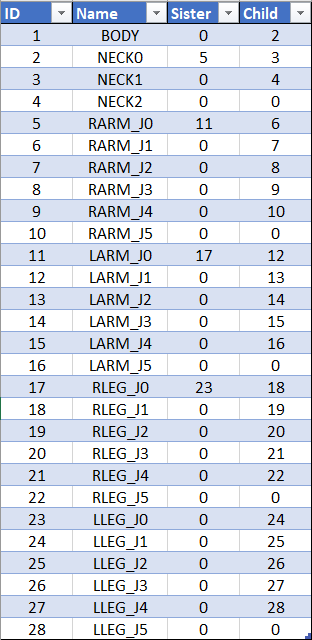 ID Name Sister Child
1 BODY 0 2
2 NECK0 5 3
3 NECK1 0 4
4 NECK2 0 0
5 RARM_J0 11 6
6 RARM_J1 0 7
7 RARM_J2 0 8
8 RARM_J3 0 9
9 RARM_J4 0 10
10 RARM_J5 0 0
11 LARM_J0 17 12
12 LARM_J1 0 13
13 LARM_J2 0 14
14 LARM_J3 0 15
15 LARM_J4 0 16
16 LARM_J5 0 0
17 RLEG_J0 23 18
18 RLEG_J1 0 19
19 RLEG_J2 0 20
20 RLEG_J3 0 21
21 RLEG_J4 0 22
22 RLEG_J5 0 0
23 LLEG_J0 0 24
24 LLEG_J1 0 25
25 LLEG_J2 0 26
26 LLEG_J3 0 27
27 LLEG_J4 0 28
28 LLEG_J5 0 0